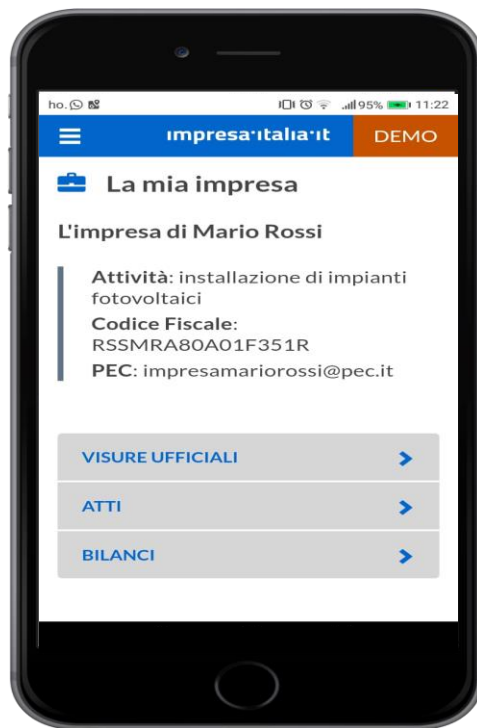 ho. 95% 11:22
impresa italia it DEMO
La mia impresa
L'impresa di Mario Rossi
Attività: installazione di impianti
fotovoltaici
Codice Fiscale:
RSSMRA80A01F351R
PEC: impresamariorossi@pec.it
VISURE UFFICIALI
ATTI
BILANCI